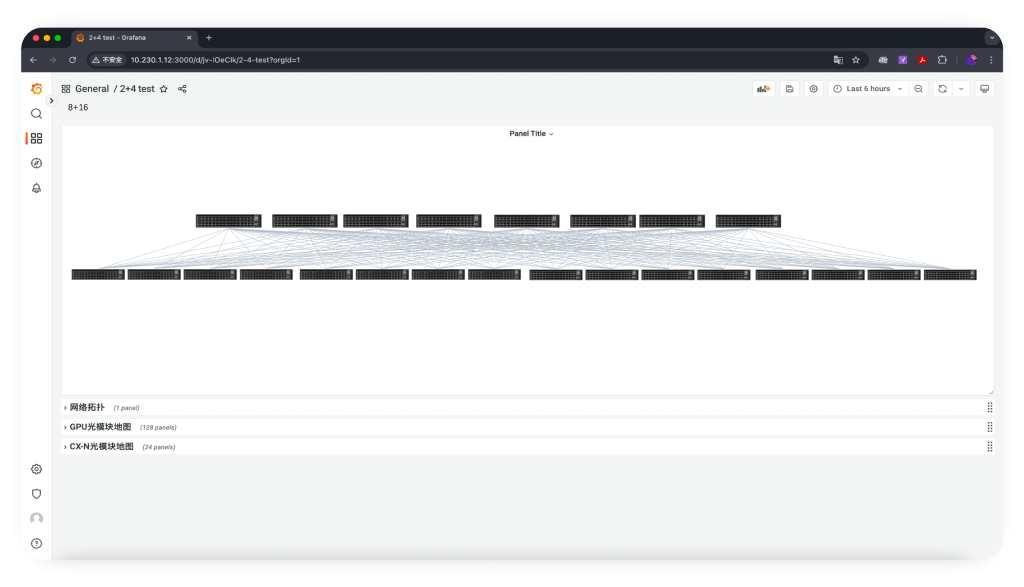 2+4 test - Grafana
不安全 10.230.1.12:3000/d/jv-IOeClk/2-4-test?orgId=1
General / 2+4 test
Last 6 hours
8+16
Panel Title
网络拓扑 (1 panel)
GPU光模块地图 (128 panels)
CX-N光模块地图 (24 panels)